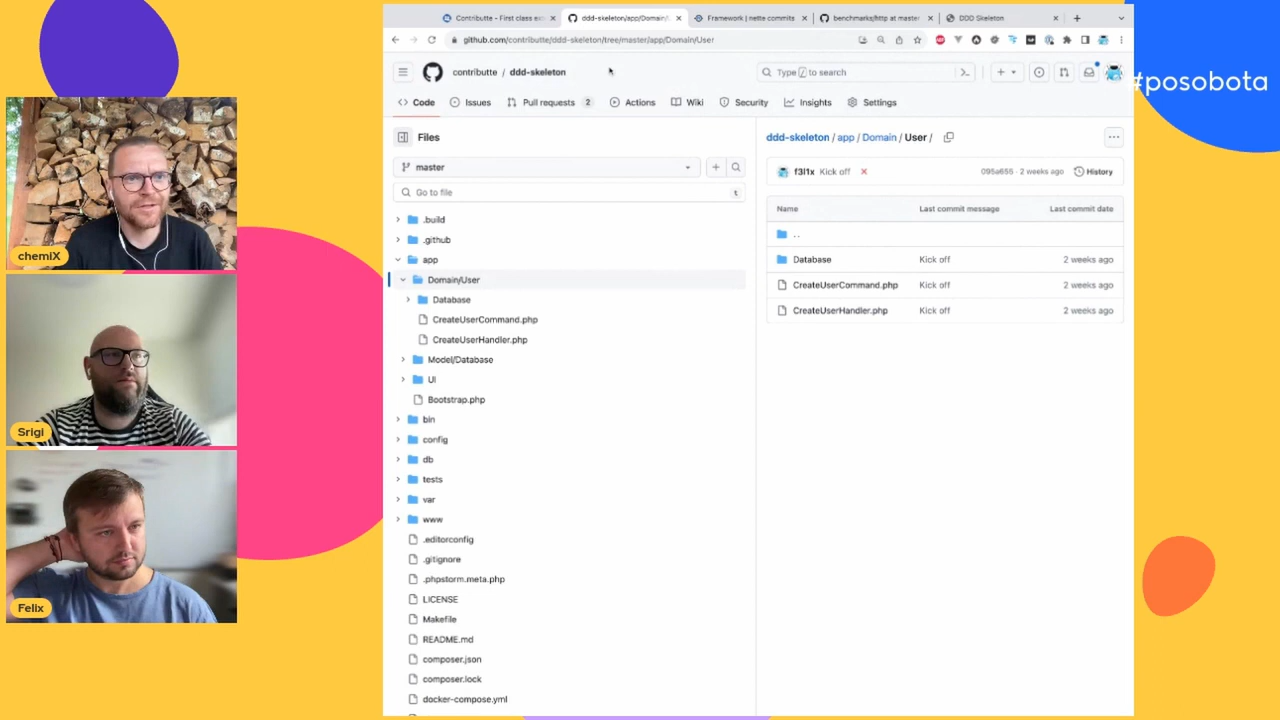 Contributte - First class ex
ddd-skeleton/app/Domain/
Framework | nette commits
benchmarks/http at master
DDD Skeleton
github.com/contributte/ddd-skeleton/tree/master/app/Domain/User
contributte / ddd-skeleton
Type / to search
#posobota
Code
Issues
Pull requests 2
Actions
Wiki
Security
Insights
Settings
Files
master
Go to file
t
.build
.github
app
Domain/User
Database
CreateUserCommand.php
CreateUserHandler.php
Model/Database
UI
Bootstrap.php
bin
config
db
tests
var
www
.editorconfig
.gitignore
.phpstorm.meta.php
LICENSE
Makefile
README.md
composer.json
composer.lock
docker-compose.yml
ddd-skeleton / app / Domain / User /
f3l1x Kick off
095a655 · 2 weeks ago
History
Name Last commit message Last commit date
..
Database Kick off 2 weeks ago
CreateUserCommand.php Kick off 2 weeks ago
CreateUserHandler.php Kick off 2 weeks ago
chemiX
Srigi
Felix